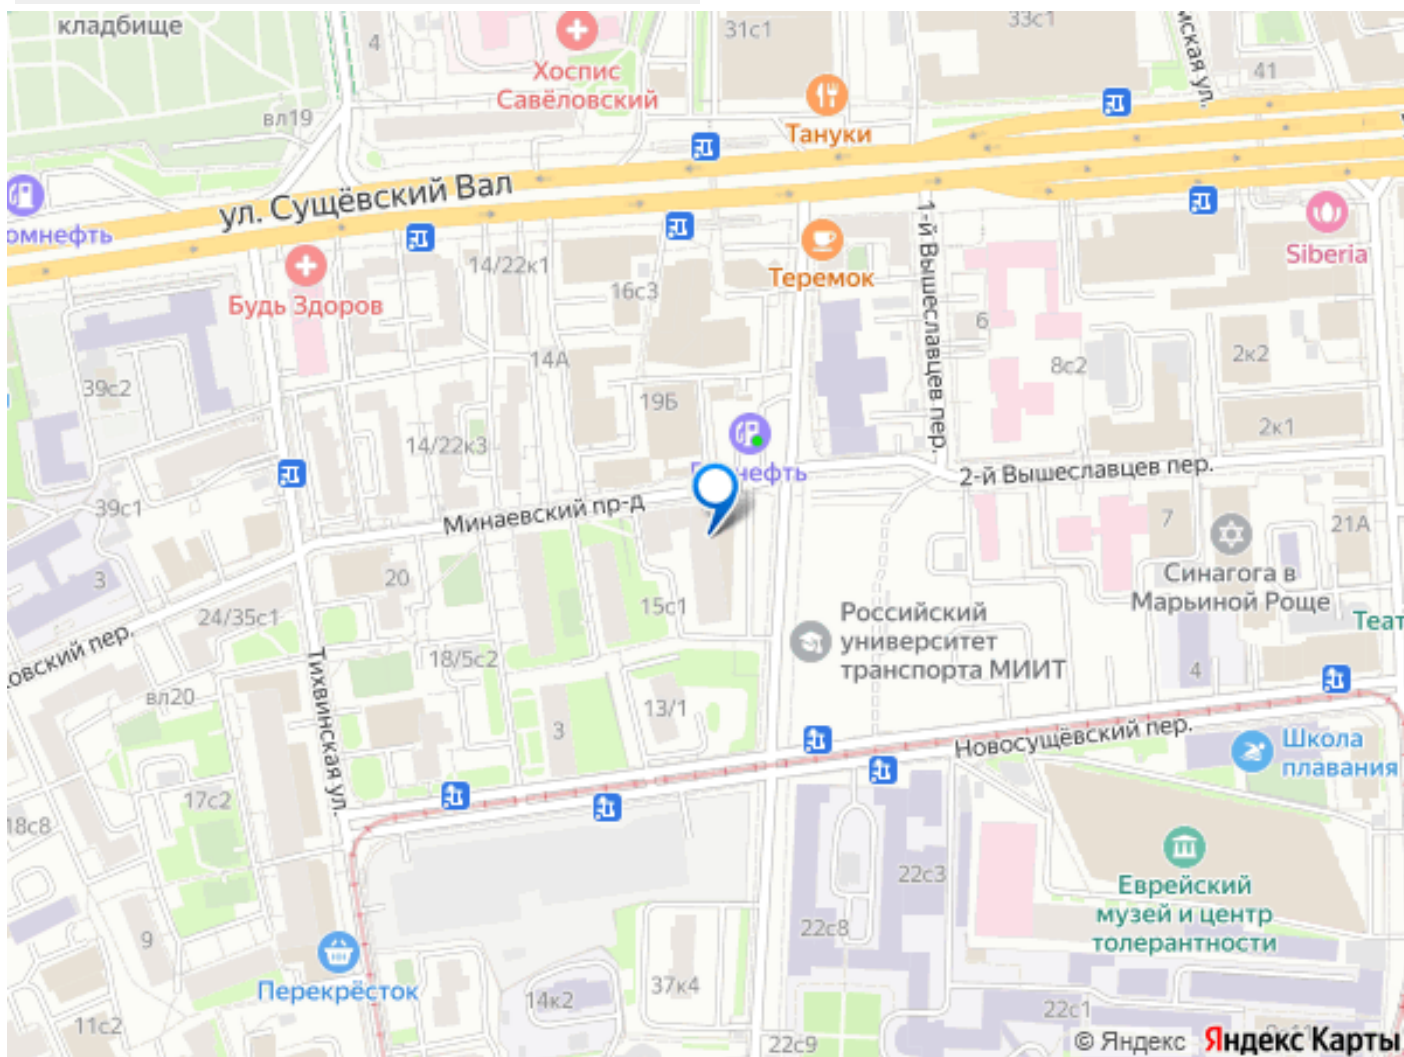 кладбище
4
31с1
33с1
мская ул.
41
Хоспис
Савёловский
вл19
Тануки
ул. Сущёвский Вал
омнефть
Будь Здоров
14/22к1
16с3
Теремок
1-й Вышеславцев пер.
Siberia
6
8с2
2к2
39с2
14А
19Б
14/22к3
2к1
нефть
2-й Вышеславцев пер.
39с1
Минаевский пр-д
7
21А
3
20
15с1
Синагога в
Марьиной Роще
24/35с1
Российский
университет
транспорта МИИТ
Теат
овский пер.
Тихвинская ул.
18/5с2
4
вл20
13/1
3
Новосущёвский пер.
Школа
плавания
17с2
18с8
22с3
Еврейский
музей и центр
толерантности
9
22с8
Перекрёсток
14к2
37к4
11с2
22с1
22с9
© Яндекс Яндекс Карты